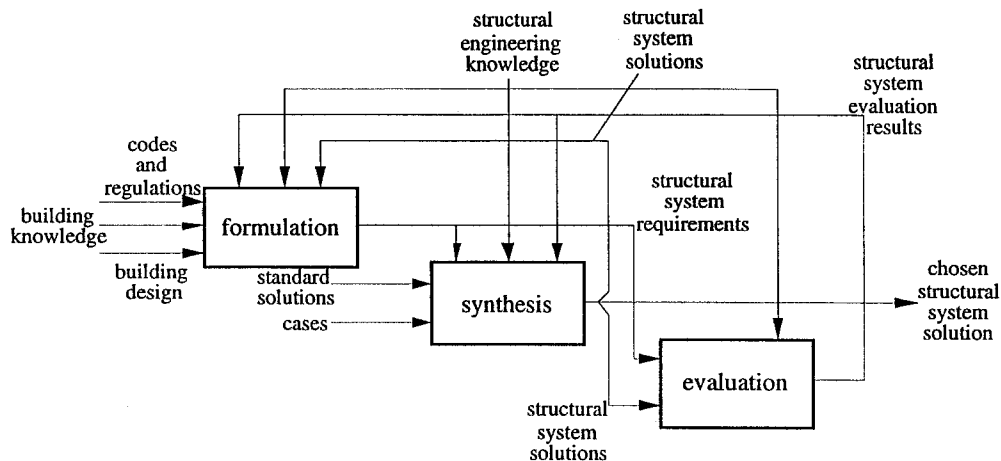 structural
engineering
knowledge
structural
system
solutions
structural
system
evaluation
results
codes
and
regulations
building
knowledge
building
design
formulation
structural
system
requirements
standard
solutions
cases
synthesis
chosen
structural
system
solution
evaluation
structural
system
solutions